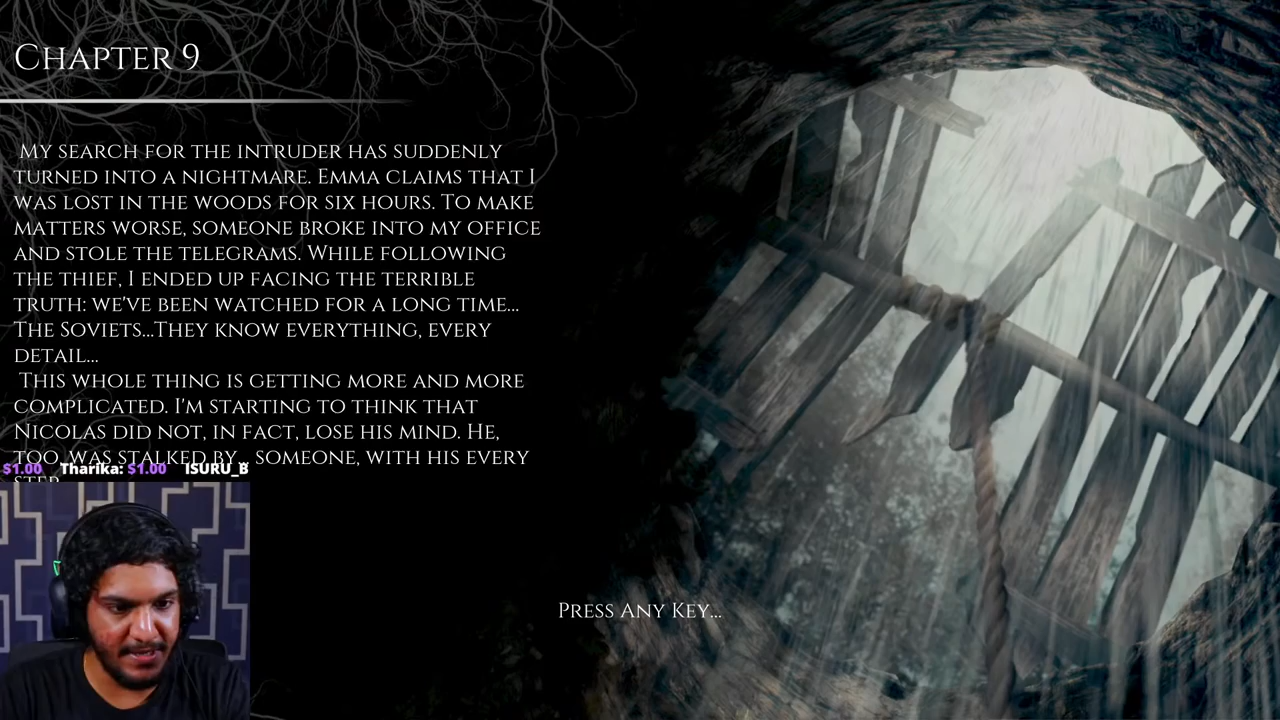 Chapter 9
My search for the intruder has suddenly
turned into a nightmare. Emma claims that I
was lost in the woods for six hours. To make
matters worse, someone broke into my office
and stole the telegrams. While following
the thief, I ended up facing the terrible
truth: we've been watched for a long time...
The Soviets...They know everything, every
detail...
This whole thing is getting more and more
complicated. I'm starting to think that
Nicolas did not, in fact, lose his mind. He,
too, was stalked by... someone, with his every
$1.00 Tharika: $1.00 ISURU_B
Press Any Key...